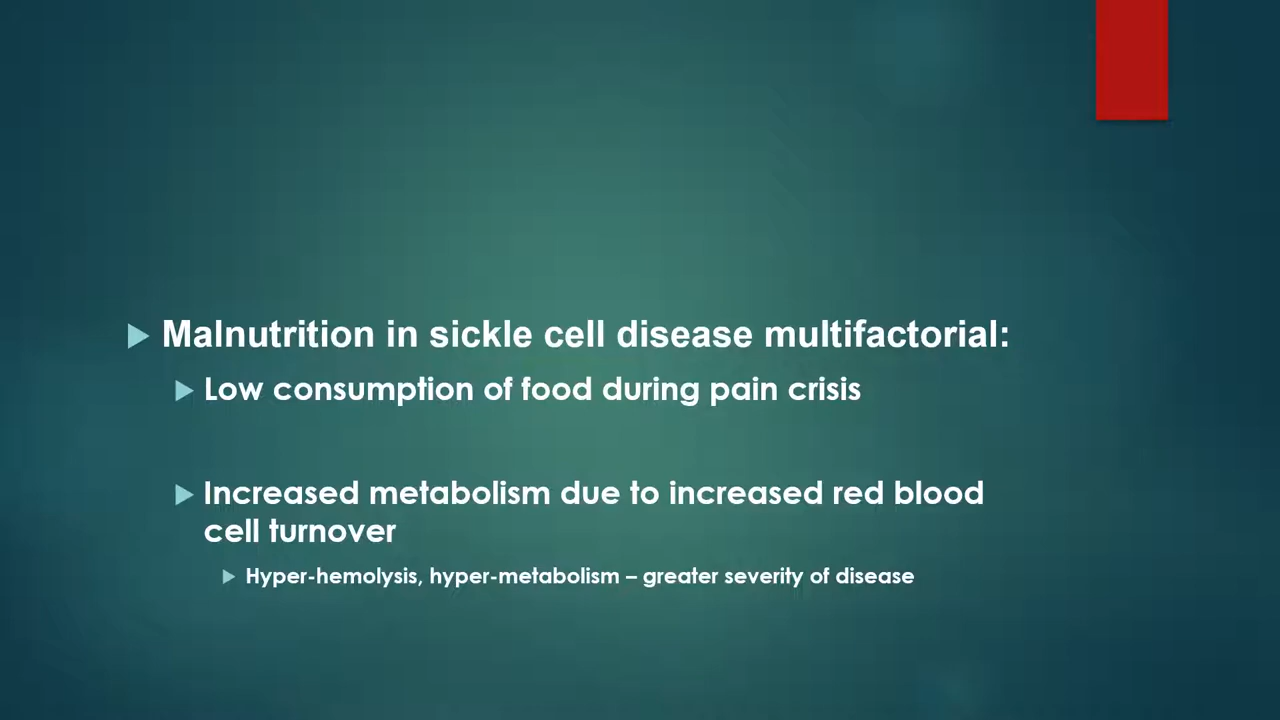 Malnutrition in sickle cell disease multifactorial:
Low consumption of food during pain crisis
Increased metabolism due to increased red blood
cell turnover
Hyper-hemolysis, hyper-metabolism – greater severity of disease